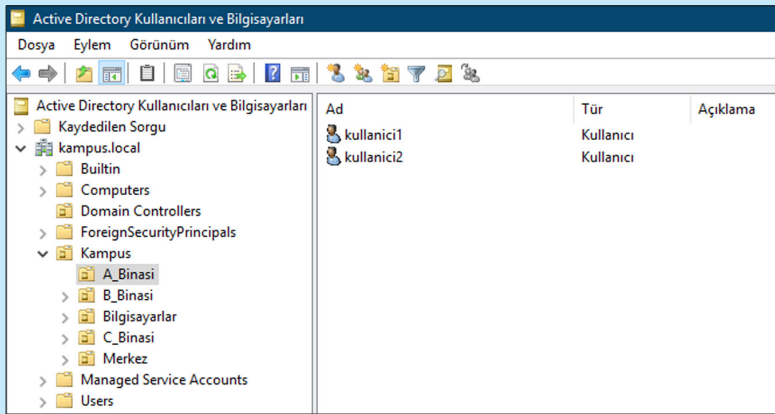 Active Directory Kullanıcıları ve Bilgisayarları
Dosya Eylem Görünüm Yardım
Active Directory Kullanıcıları ve Bilgisayarları
Kaydedilen Sorgu
kampus.local
Builtin
Computers
Domain Controllers
ForeignSecurityPrincipals
Kampus
A_Binasi
B_Binasi
Bilgisayarlar
C_Binasi
Merkez
Managed Service Accounts
Users
Ad Tür Açıklama
kullanici1 Kullanıcı
kullanici2 Kullanıcı